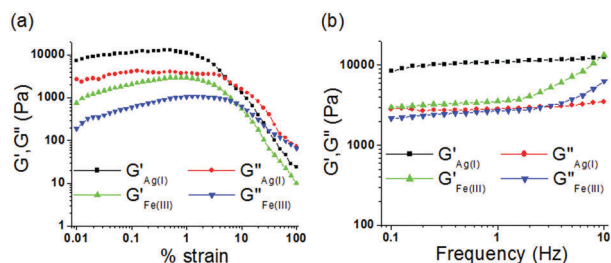 (a)
G',G'' (Pa)
10000
1000
100
10
1
G'Ag(I) G''Ag(I)
G'Fe(III) G''Fe(III)
0.01 0.1 1 10 100
% strain
(b)
G',G'' (Pa)
10000
1000
100
G'Ag(I) G''Ag(I)
G'Fe(III) G''Fe(III)
0.1 1 10
Frequency (Hz)